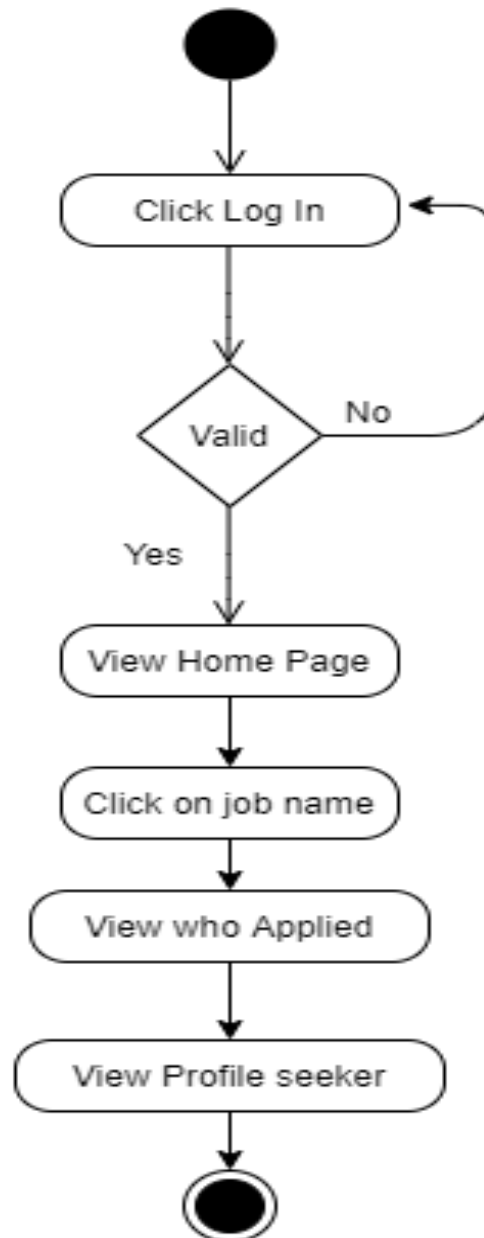 Click Log In
Valid
No
Yes
View Home Page
Click on job name
View who Applied
View Profile seeker